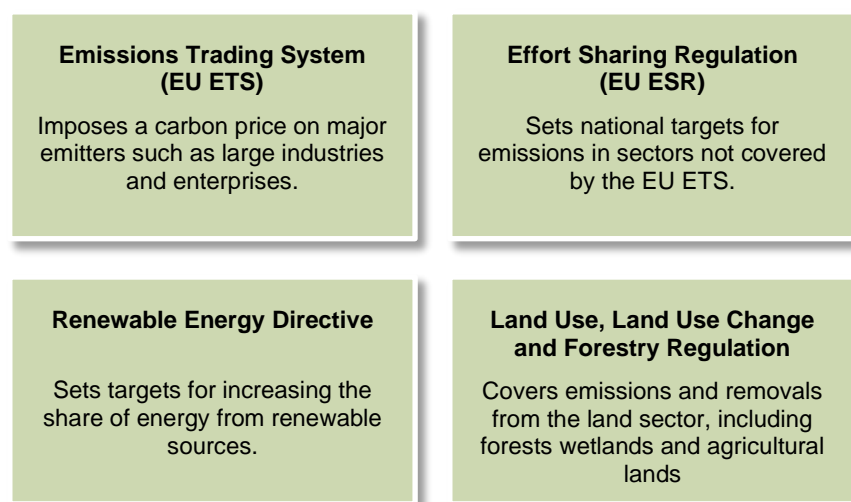 Emissions Trading System
(EU ETS)
Imposes a carbon price on major
emitters such as large industries
and enterprises.
Effort Sharing Regulation
(EU ESR)
Sets national targets for
emissions in sectors not covered
by the EU ETS.
Renewable Energy Directive
Sets targets for increasing the
share of energy from renewable
sources.
Land Use, Land Use Change
and Forestry Regulation
Covers emissions and removals
from the land sector, including
forests wetlands and agricultural
lands